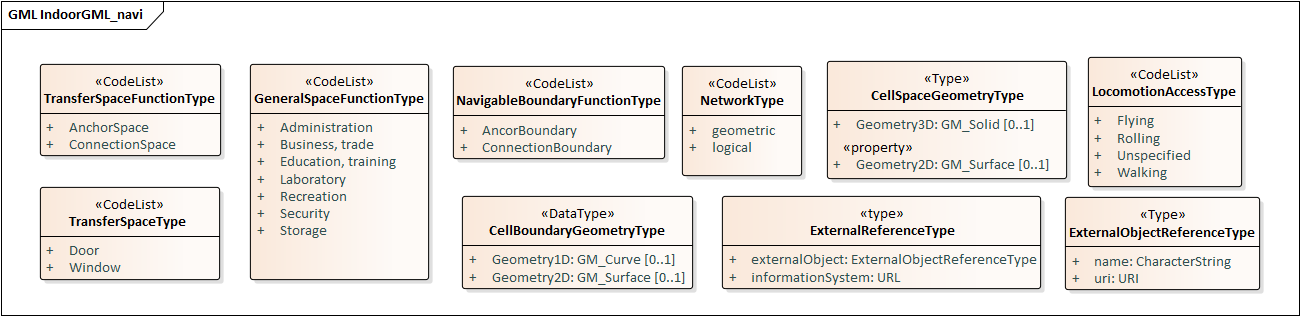 GML IndoorGML_navi
«CodeList»
TransferSpaceFunctionType
+ AnchorSpace
+ ConnectionSpace
«CodeList»
GeneralSpaceFunctionType
+ Administration
+ Business, trade
+ Education, training
+ Laboratory
+ Recreation
+ Security
+ Storage
«CodeList»
NavigableBoundaryFunctionType
+ AncorBoundary
+ ConnectionBoundary
«CodeList»
NetworkType
+ geometric
+ logical
«Type»
CellSpaceGeometryType
+ Geometry3D: GM_Solid [0..1]
«property»
+ Geometry2D: GM_Surface [0..1]
«CodeList»
LocomotionAccessType
+ Flying
+ Rolling
+ Unspecified
+ Walking
«CodeList»
TransferSpaceType
+ Door
+ Window
«DataType»
CellBoundaryGeometryType
+ Geometry1D: GM_Curve [0..1]
+ Geometry2D: GM_Surface [0..1]
«type»
ExternalReferenceType
+ externalObject: ExternalObjectReferenceType
+ informationSystem: URL
«Type»
ExternalObjectReferenceType
+ name: CharacterString
+ uri: URI